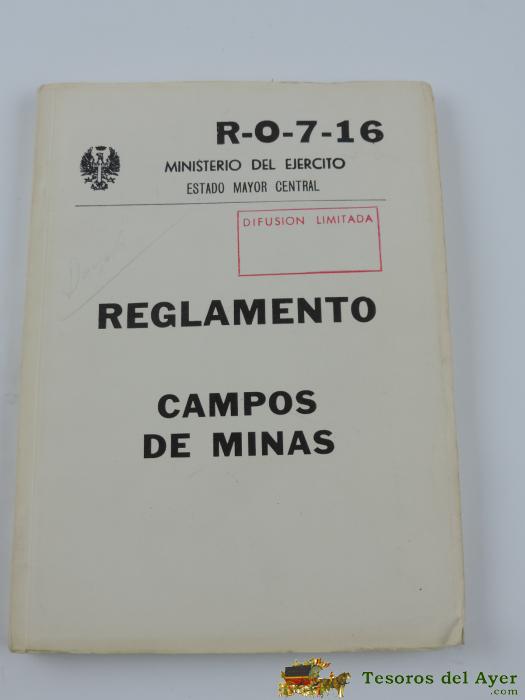 R-O-7-16
MINISTERIO DEL EJERCITO
ESTADO MAYOR CENTRAL
DIFUSION LIMITADA
REGLAMENTO
CAMPOS
DE MINAS
Tesoros del Ayer
.com